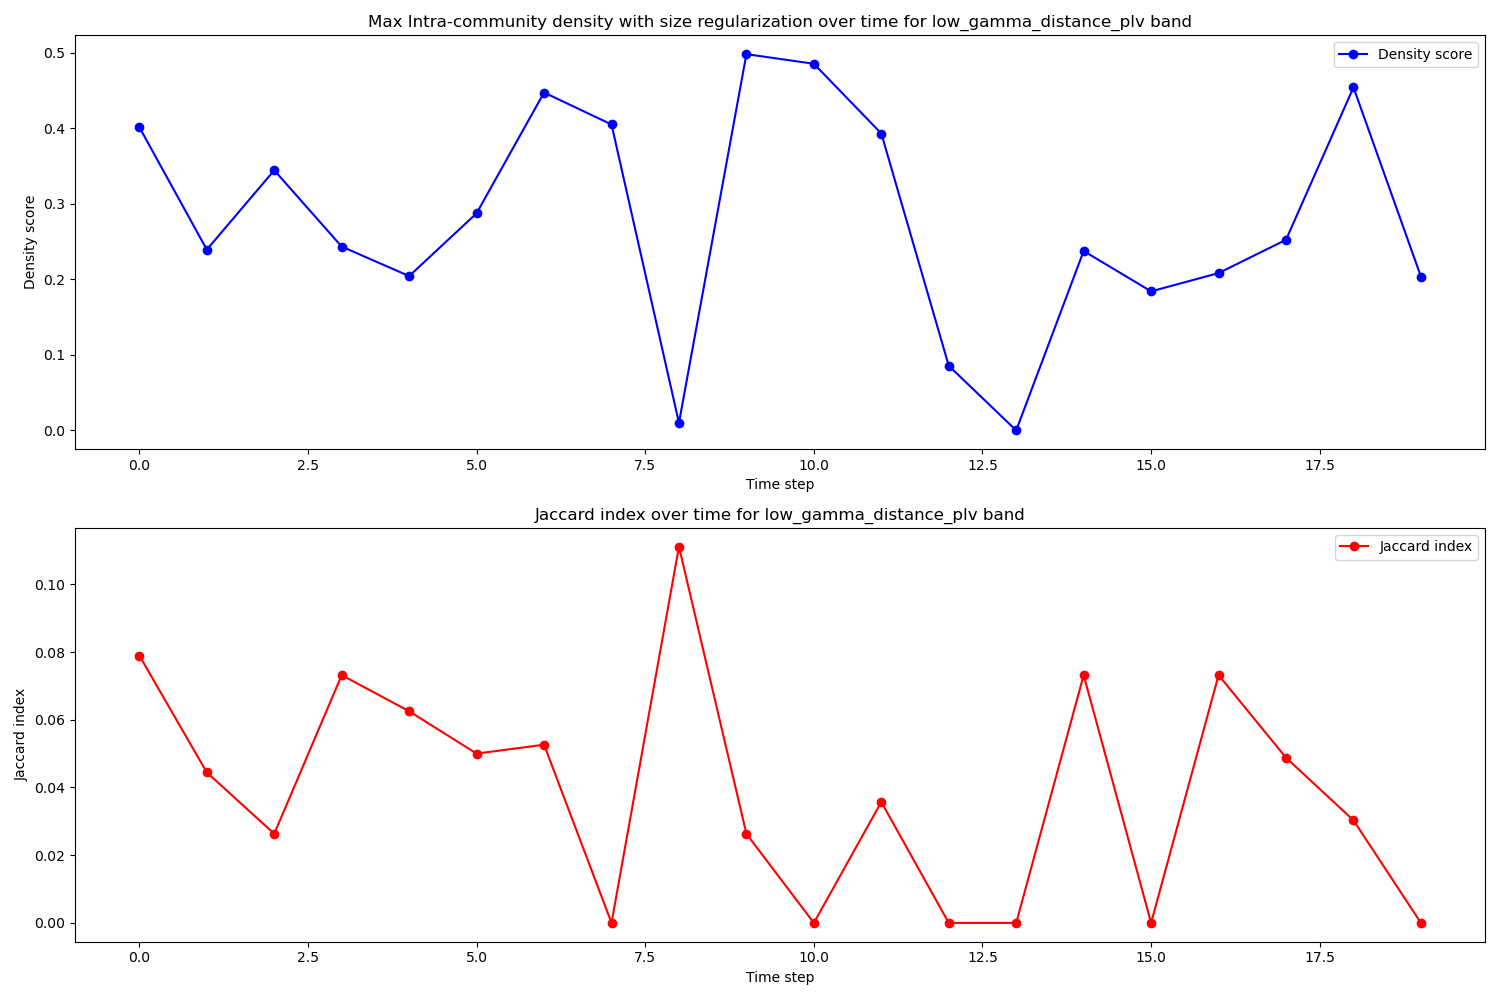 Max Intra-community density with size regularization over time for low_gamma_distance_plv band
Density score
0.5
0.4
0.3
0.2
0.1
0.0
Density score
0.0 2.5 5.0 7.5 10.0 12.5 15.0 17.5
Time step
Jaccard index over time for low_gamma_distance_plv band
Jaccard index
0.10
0.08
0.06
0.04
0.02
0.00
Jaccard index
0.0 2.5 5.0 7.5 10.0 12.5 15.0 17.5
Time step